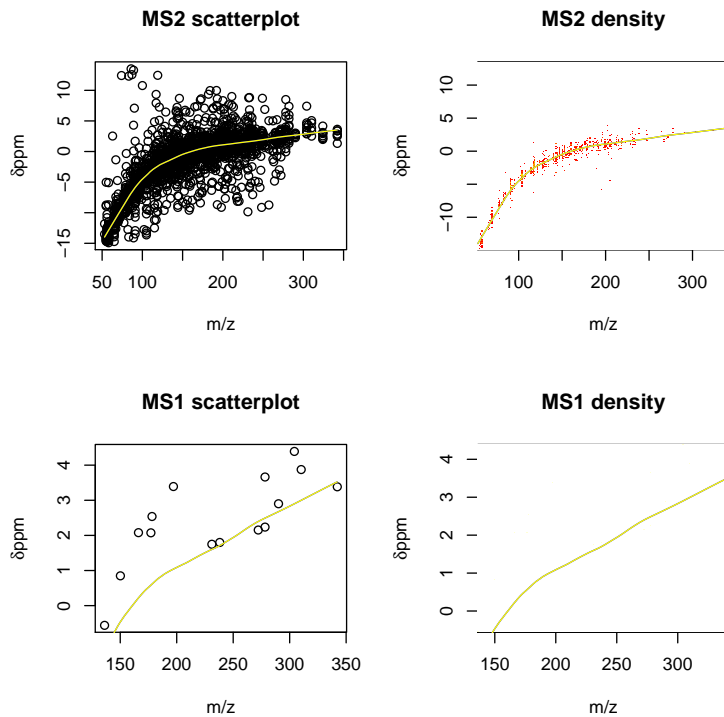 MS2 scatterplot
δppm
10
5
0
−5
−15
50 100 200 300
m/z
MS2 density
δppm
10
5
0
−10
100 150 200 250 300
m/z
MS1 scatterplot
δppm
4
3
2
1
0
150 200 250 300 350
m/z
MS1 density
δppm
4
3
2
1
0
150 200 250 300
m/z